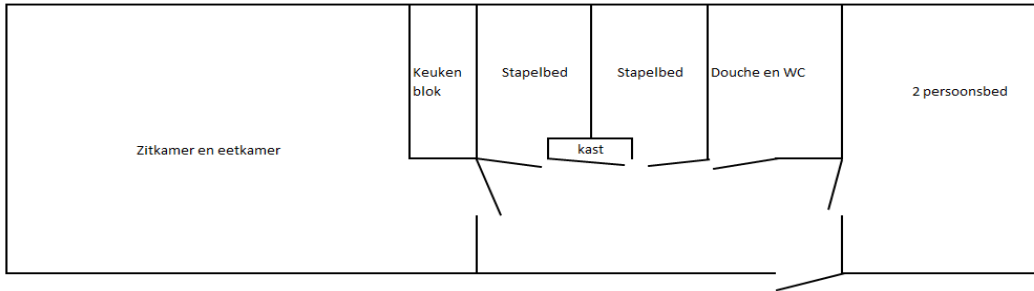 Keuken
blok
Stapelbed
Stapelbed
Douche en WC
2 persoonsbed
Zitkamer en eetkamer
kast